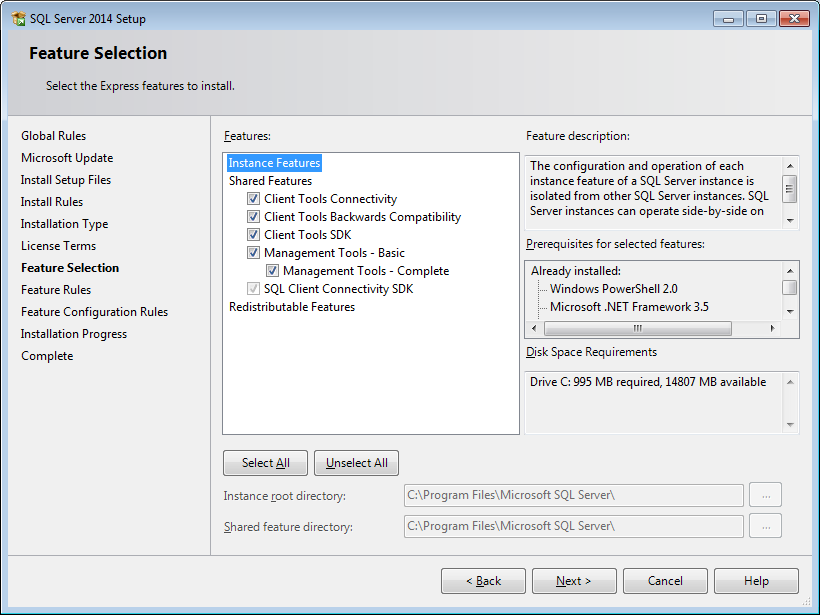 SQL Server 2014 Setup
Feature Selection
Select the Express features to install.
Global Rules
Microsoft Update
Install Setup Files
Install Rules
Installation Type
License Terms
Feature Selection
Feature Rules
Feature Configuration Rules
Installation Progress
Complete
Features:
Instance Features
Shared Features
Client Tools Connectivity
Client Tools Backwards Compatibility
Client Tools SDK
Management Tools - Basic
Management Tools - Complete
SQL Client Connectivity SDK
Redistributable Features
Feature description:
The configuration and operation of each
instance feature of a SQL Server instance is
isolated from other SQL Server instances. SQL
Server instances can operate side-by-side on
Prerequisites for selected features:
Already installed:
Windows PowerShell 2.0
Microsoft .NET Framework 3.5
Disk Space Requirements
Drive C: 995 MB required, 14807 MB available
Select All
Unselect All
Instance root directory:
C:\Program Files\Microsoft SQL Server\
...
Shared feature directory:
C:\Program Files\Microsoft SQL Server\
...
< Back
Next >
Cancel
Help